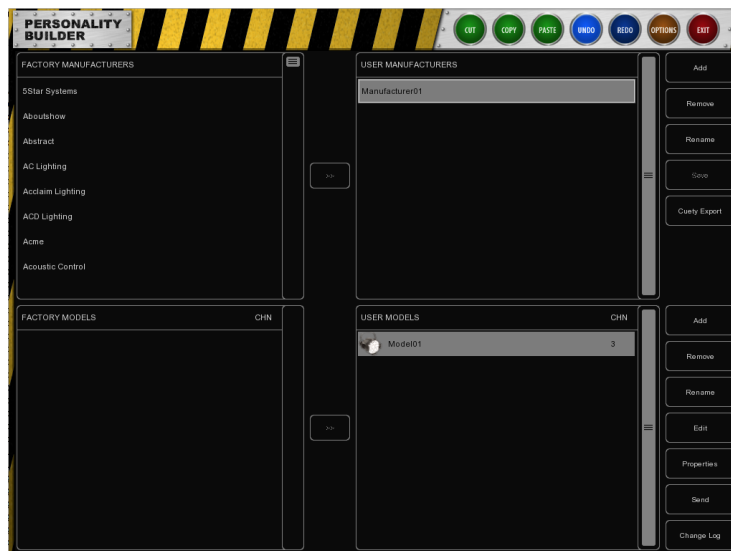 PERSONALITY
BUILDER
CUT
COPY
PASTE
UNDO
REDO
OPTIONS
EXIT
FACTORY MANUFACTURERS
5Star Systems
Aboutshow
Abstract
AC Lighting
Acclaim Lighting
ACD Lighting
Acme
Acoustic Control
>>
USER MANUFACTURERS
Manufacturer01
Add
Remove
Rename
Save
Cuety Export
FACTORY MODELS CHN
>>
USER MODELS CHN
Model01 3
Add
Remove
Rename
Edit
Properties
Send
Change Log